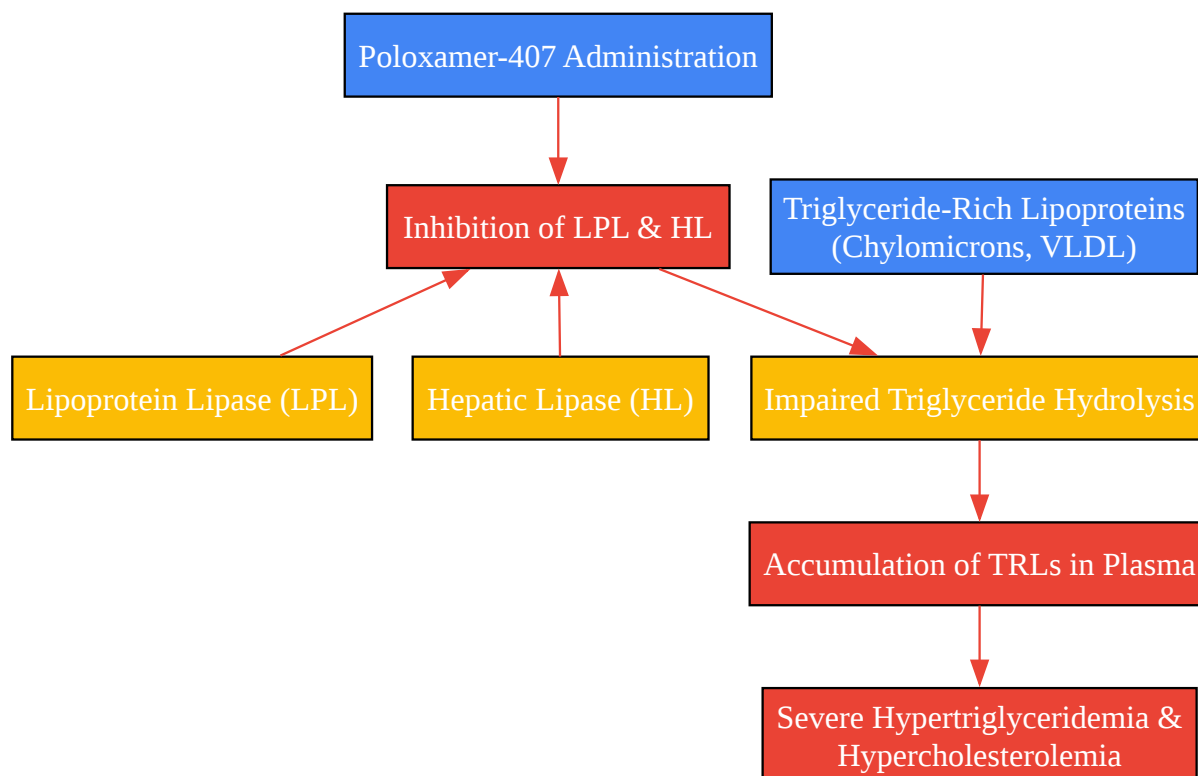 Poloxamer-407 Administration
Inhibition of LPL & HL
Triglyceride-Rich Lipoproteins
(Chylomicrons, VLDL)
Lipoprotein Lipase (LPL)
Hepatic Lipase (HL)
Impaired Triglyceride Hydrolysis
Accumulation of TRLs in Plasma
Severe Hypertriglyceridemia &
Hypercholesterolemia